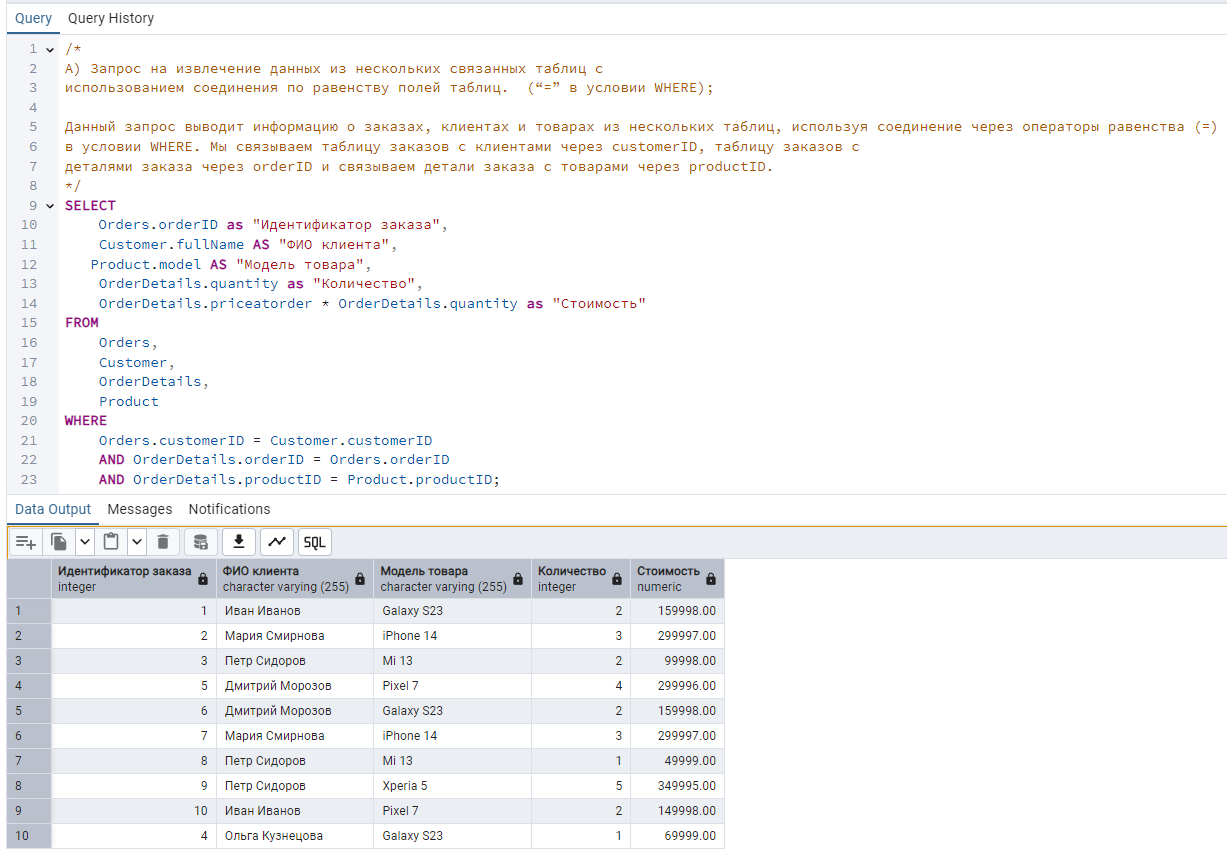 Query Query History
1 /*
2 А) Запрос на извлечение данных из нескольких связанных таблиц с
3 использованием соединения по равенству полей таблиц.  (“=” в условии WHERE);
4
5 Данный запрос выводит информацию о заказах, клиентах и товарах из нескольких таблиц, используя соединение через операторы равенства (=)
6 в условии WHERE. Мы связываем таблицу заказов с клиентами через customerID, таблицу заказов с
7 деталями заказа через orderID и связываем детали заказа с товарами через productID.
8 */
9 SELECT
10 Orders.orderID as "Идентификатор заказа",
11 Customer.fullName AS "ФИО клиента",
12 Product.model AS "Модель товара",
13 OrderDetails.quantity as "Количество",
14 OrderDetails.priceatorder * OrderDetails.quantity as "Стоимость"
15 FROM
16 Orders,
17 Customer,
18 OrderDetails,
19 Product
20 WHERE
21 Orders.customerID = Customer.customerID
22 AND OrderDetails.orderID = Orders.orderID
23 AND OrderDetails.productID = Product.productID;
Data Output Messages Notifications
SQL
Идентификатор заказа ФИО клиента Модель товара Количество Стоимость
integer character varying (255) character varying (255) integer numeric
1 1 Иван Иванов Galaxy S23 2 159998.00
2 2 Мария Смирнова iPhone 14 3 299997.00
3 3 Петр Сидоров Mi 13 2 99998.00
4 5 Дмитрий Морозов Pixel 7 4 299996.00
5 6 Дмитрий Морозов Galaxy S23 2 159998.00
6 7 Мария Смирнова iPhone 14 3 299997.00
7 8 Петр Сидоров Mi 13 1 49999.00
8 9 Петр Сидоров Xperia 5 5 349995.00
9 10 Иван Иванов Pixel 7 2 149998.00
10 4 Ольга Кузнецова Galaxy S23 1 69999.00